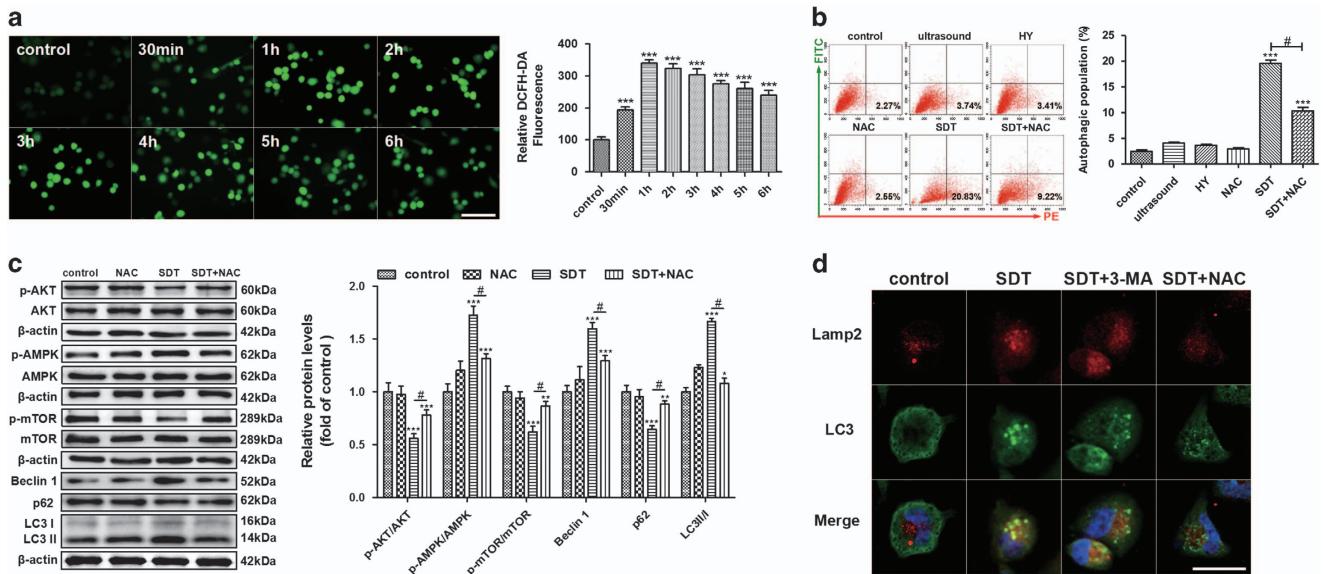 a
control
30min
1h
2h
3h
4h
5h
6h
Relative DCFH-DA
Fluorescence
400
300
200
100
0
***
***
***
***
***
***
***
control
30min
1h
2h
3h
4h
5h
6h
b
FITC
control
ultrasound
HY
2.27%
3.74%
3.41%
NAC
SDT
SDT+NAC
2.55%
20.83%
9.22%
PE
Autophagic population (%)
25
20
15
10
5
0
#
***
***
control
ultrasound
HY
NAC
SDT
SDT+NAC
c
control NAC SDT SDT+NAC
p-AKT 60kDa
AKT 60kDa
β-actin 42kDa
p-AMPK 62kDa
AMPK 62kDa
β-actin 42kDa
p-mTOR 289kDa
mTOR 289kDa
β-actin 42kDa
Beclin 1 52kDa
p62 62kDa
LC3 I 16kDa
LC3 II 14kDa
β-actin 42kDa
control NAC SDT SDT+NAC
Relative protein levels
(fold of control )
2.0
1.5
1.0
0.5
0.0
#
***
***
#
***
***
#
***
**
#
***
***
#
***
**
#
***
*
p-AKT/AKT
p-AMPK/AMPK
p-mTOR/mTOR
Beclin 1
p62
LC3II/I
d
control SDT SDT+3-MA SDT+NAC
Lamp2
LC3
Merge